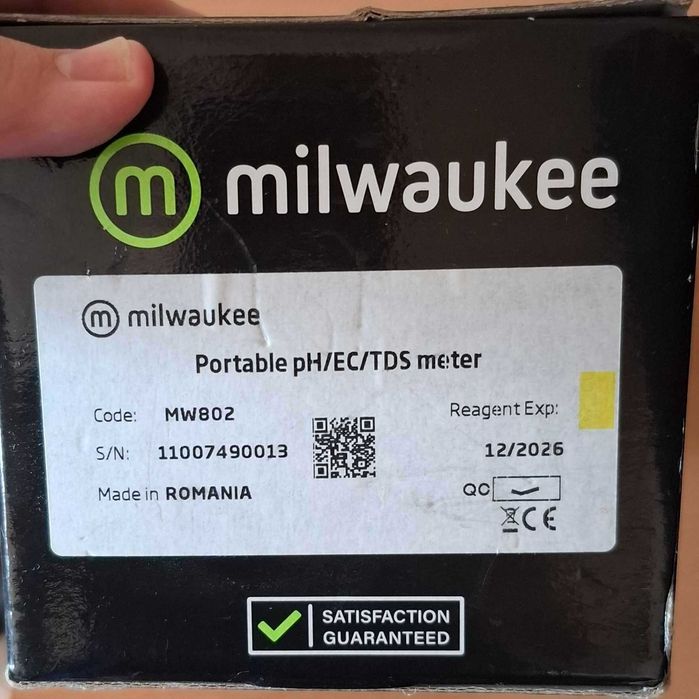 m milwaukee
m milwaukee
Portable pH/EC/TDS meter
Code: MW802
Reagent Exp:
S/N: 11007490013
12/2026
Made in ROMANIA
QC
CE
SATISFACTION
GUARANTEED